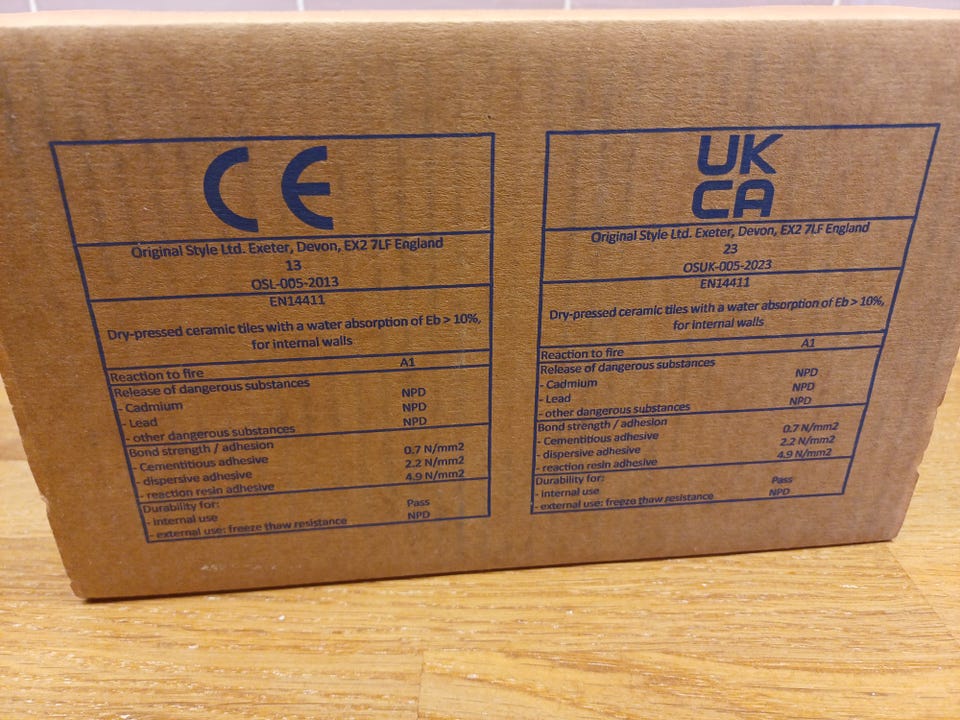 CE
Original Style Ltd. Exeter, Devon, EX2 7LF England
13
OSL-005-2013
EN14411
Dry-pressed ceramic tiles with a water absorption of Eb > 10%,
for internal walls
Reaction to fire A1
Release of dangerous substances
- Cadmium NPD
- Lead NPD
- other dangerous substances NPD
Bond strength / adhesion
- Cementitious adhesive 0.7 N/mm2
- dispersive adhesive 2.2 N/mm2
- reaction resin adhesive 4.9 N/mm2
Durability for:
- internal use Pass
- external use: freeze thaw resistance NPD
UK
CA
Original Style Ltd. Exeter, Devon, EX2 7LF England
23
OSUK-005-2023
EN14411
Dry-pressed ceramic tiles with a water absorption of Eb > 10%,
for internal walls
Reaction to fire A1
Release of dangerous substances
- Cadmium NPD
- Lead NPD
- other dangerous substances NPD
Bond strength / adhesion
- Cementitious adhesive 0.7 N/mm2
- dispersive adhesive 2.2 N/mm2
- reaction resin adhesive 4.9 N/mm2
Durability for:
- internal use Pass
- external use: freeze thaw resistance NPD